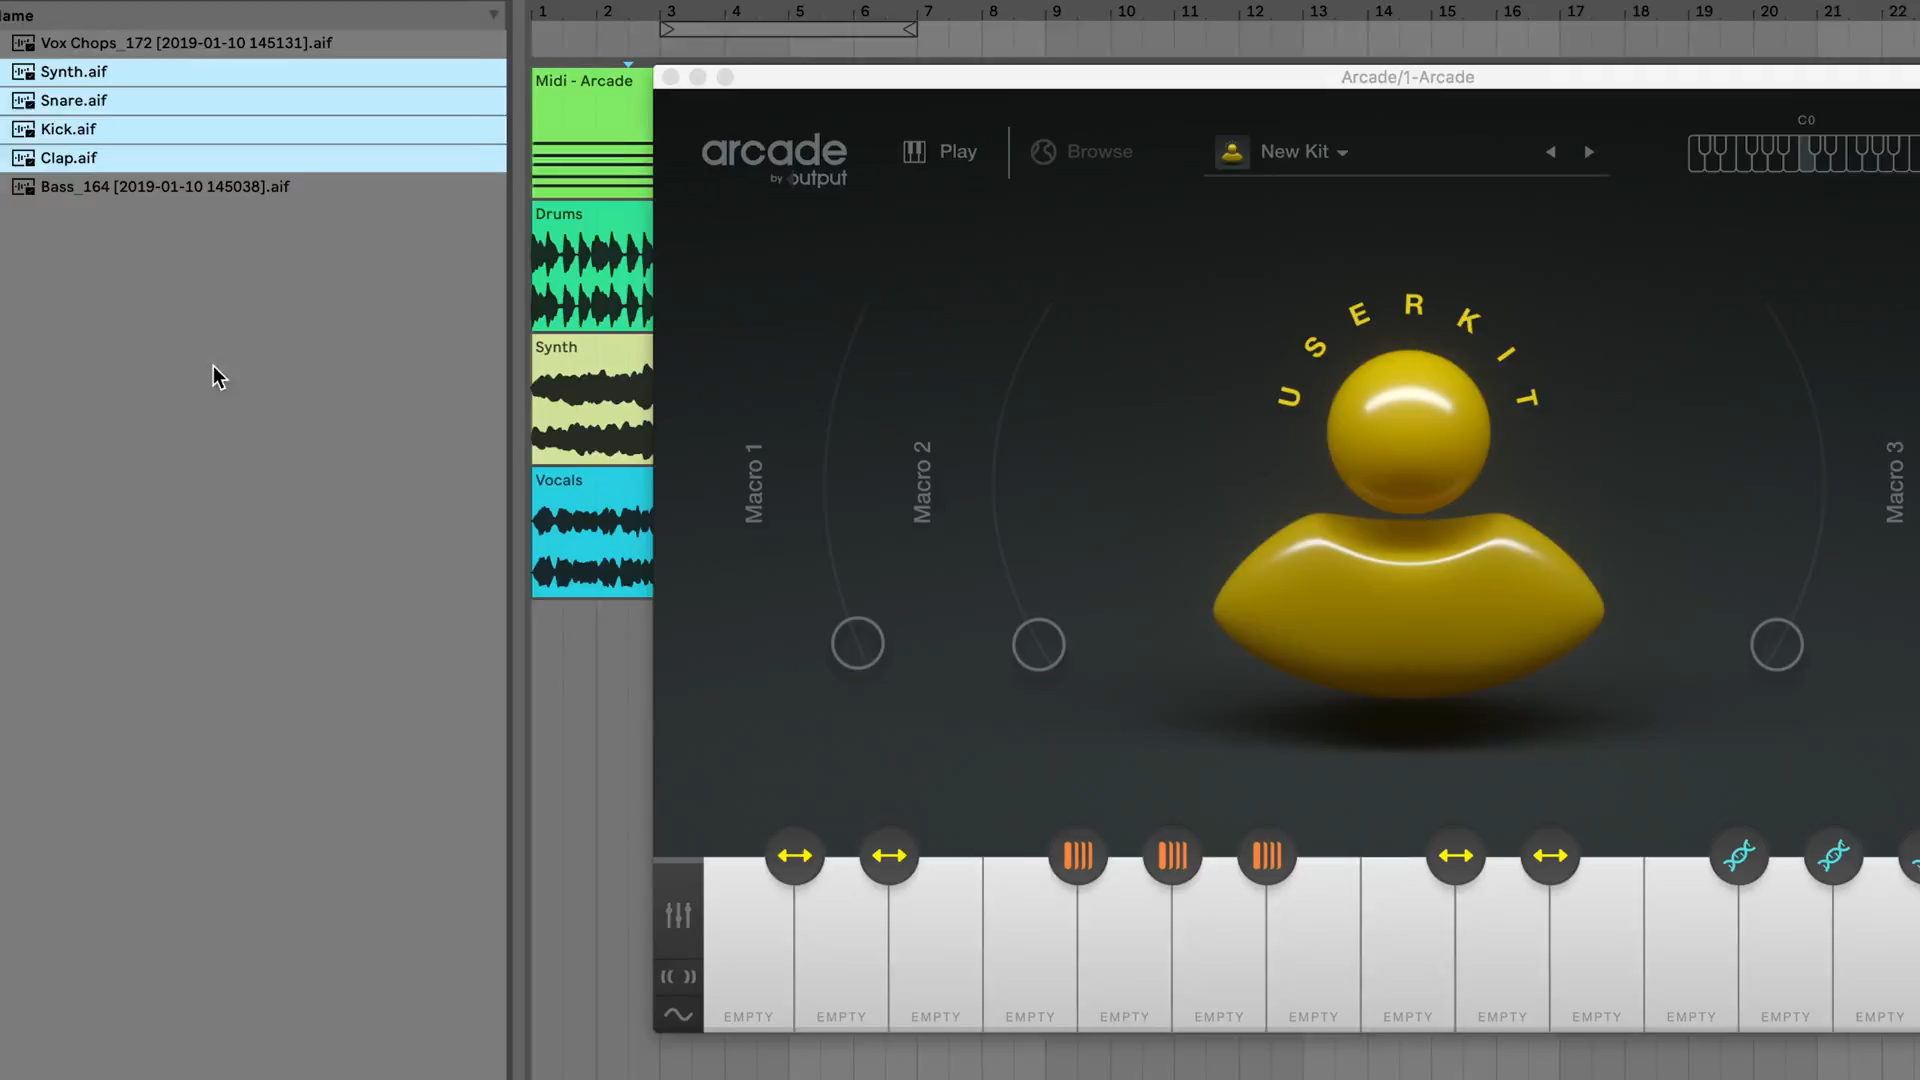 ame
Vox Chops_172 [2019-01-10 145131].aif
Synth.aif
Snare.aif
Kick.aif
Clap.aif
Bass_164 [2019-01-10 145038].aif
1 2 3 4 5 6 7 8 9 10 11 12 13 14 15 16 17 18 19 20 21 22
Midi - Arcade
Drums
Synth
Vocals
Arcade/1-Arcade
arcade
by output
Play
Browse
New Kit
C0
USER KIT
Macro 1
Macro 2
Macro 3
EMPTY EMPTY EMPTY EMPTY EMPTY EMPTY EMPTY EMPTY EMPTY EMPTY EMPTY EMPTY EMPTY